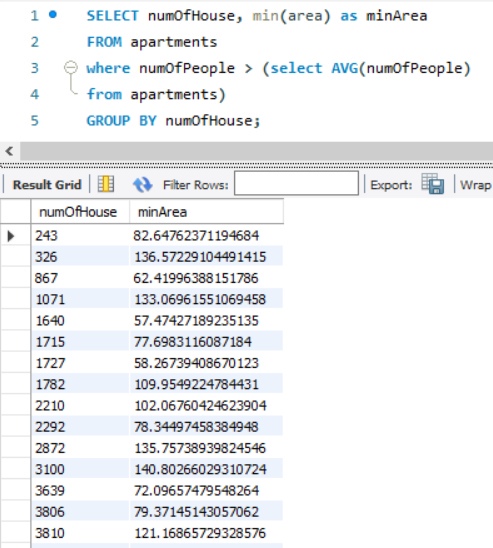 1 SELECT numOfHouse, min(area) as minArea
2 FROM apartments
3 where numOfPeople > (select AVG(numOfPeople)
4 from apartments)
5 GROUP BY numOfHouse;
Result Grid Filter Rows: Export: Wrap
numOfHouse minArea
243 82.64762371194684
326 136.57229104491415
867 62.41996388151786
1071 133.06961551069458
1640 57.47427189235135
1715 77.6983116087184
1727 58.26739408670123
1782 109.9549224784431
2210 102.06760424623904
2292 78.34497458384948
2872 135.75738939824546
3100 140.80266029310724
3639 72.09657479548264
3806 79.37145143057062
3810 121.16865729328576